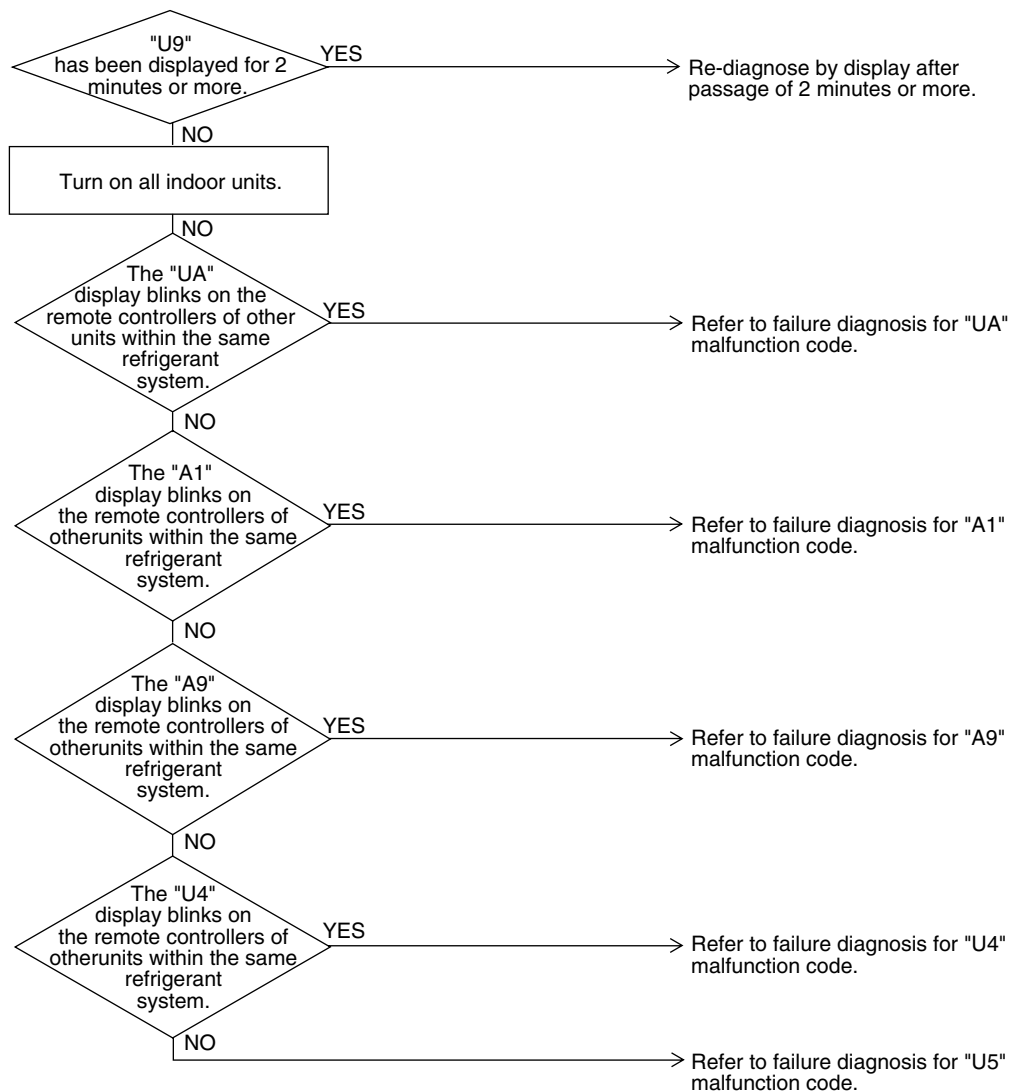 "U9"
has been displayed for 2
minutes or more.
YES
Re-diagnose by display after
passage of 2 minutes or more.
NO
Turn on all indoor units.
NO
The "UA"
display blinks on the
remote controllers of other
units within the same
refrigerant
system.
YES
Refer to failure diagnosis for "UA"
malfunction code.
NO
The "A1"
display blinks on
the remote controllers of
otherunits within the same
refrigerant
system.
YES
Refer to failure diagnosis for "A1"
malfunction code.
NO
The "A9"
display blinks on
the remote controllers of
otherunits within the same
refrigerant
system.
YES
Refer to failure diagnosis for "A9"
malfunction code.
NO
The "U4"
display blinks on
the remote controllers of
otherunits within the same
refrigerant
system.
YES
Refer to failure diagnosis for "U4"
malfunction code.
NO
Refer to failure diagnosis for "U5"
malfunction code.